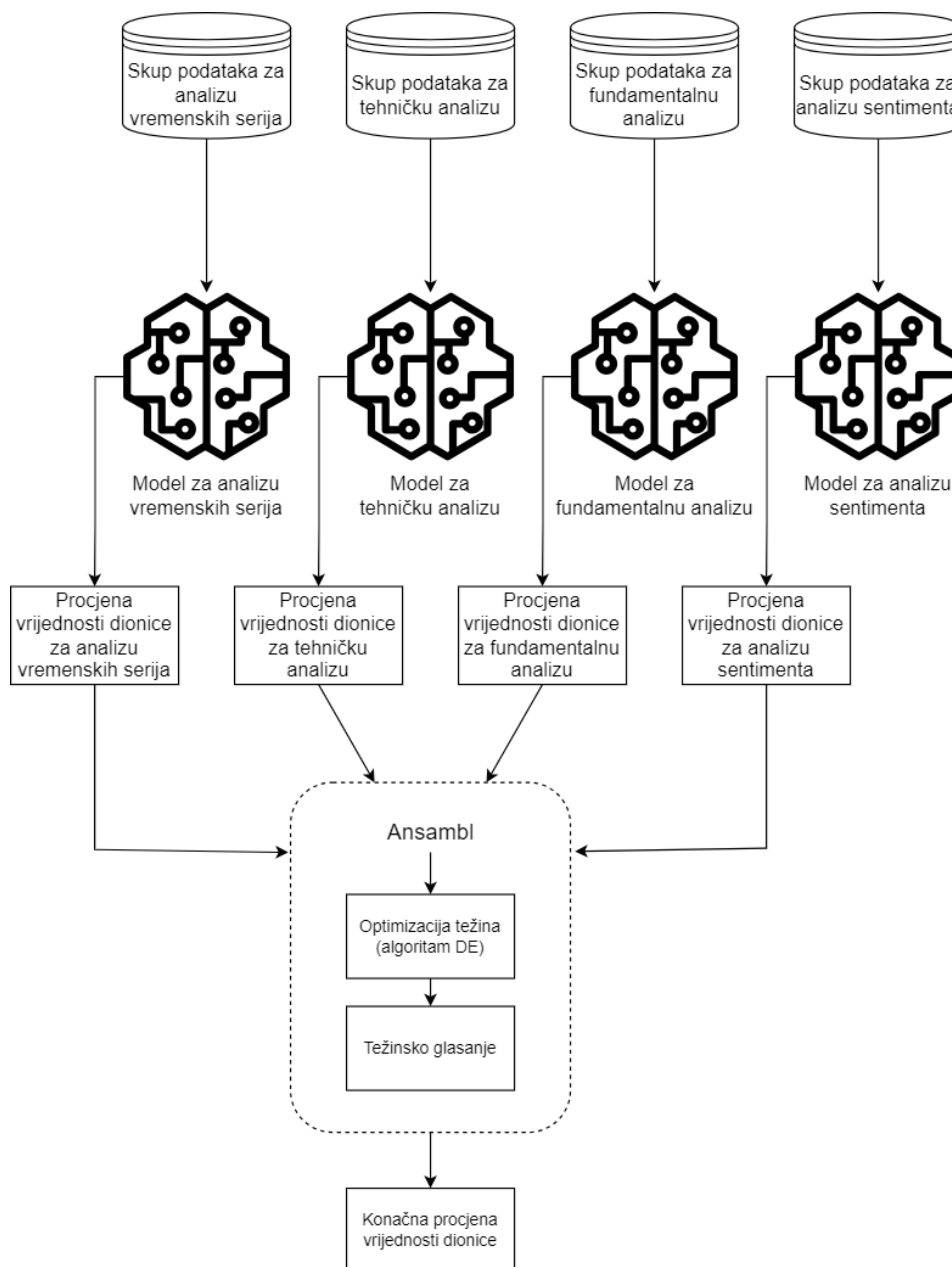 Skup podataka za
analizu
vremenskih serija
Skup podataka za
tehničku analizu
Skup podataka za
fundamentalnu
analizu
Skup podataka za
analizu sentimenta
Model za analizu
vremenskih serija
Model za
tehničku analizu
Model za
fundamentalnu analizu
Model za analizu
sentimenta
Procjena
vrijednosti dionice
za analizu
vremenskih serija
Procjena
vrijednosti dionice
za tehničku
analizu
Procjena
vrijednosti dionice
za fundamentalnu
analizu
Procjena
vrijednosti dionice
za analizu
sentimenta
Ansambl
Optimizacija težina
(algoritam DE)
Težinsko glasanje
Konačna procjena
vrijednosti dionice